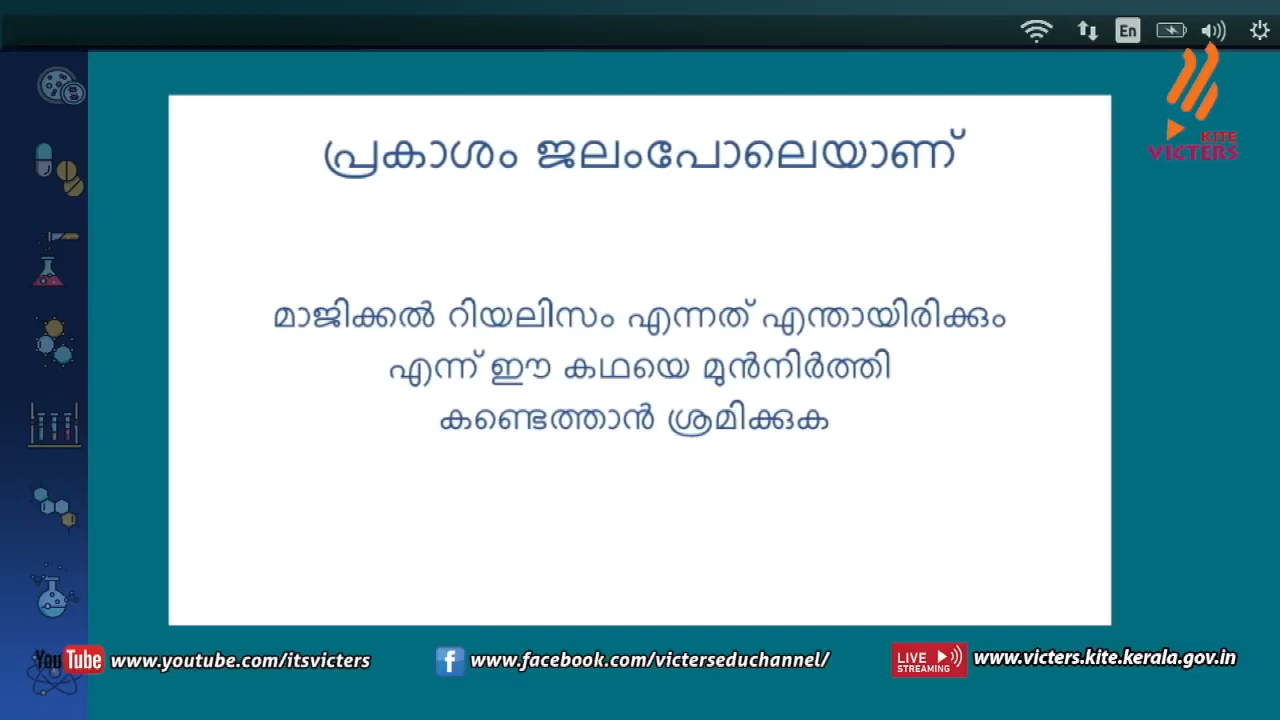 En
പ്രകാശം ജലംപോലെയാണ്
KITE
VICTERS
മാജിക്കൽ റിയലിസം എന്നത് എന്തായിരിക്കും
എന്ന് ഈ കഥയെ മുൻനിർത്തി
കണ്ടെത്താൻ ശ്രമിക്കുക
YouTube www.youtube.com/itsvicters
f www.facebook.com/victerseduchannel/
LIVE STREAMING www.victers.kite.kerala.gov.in